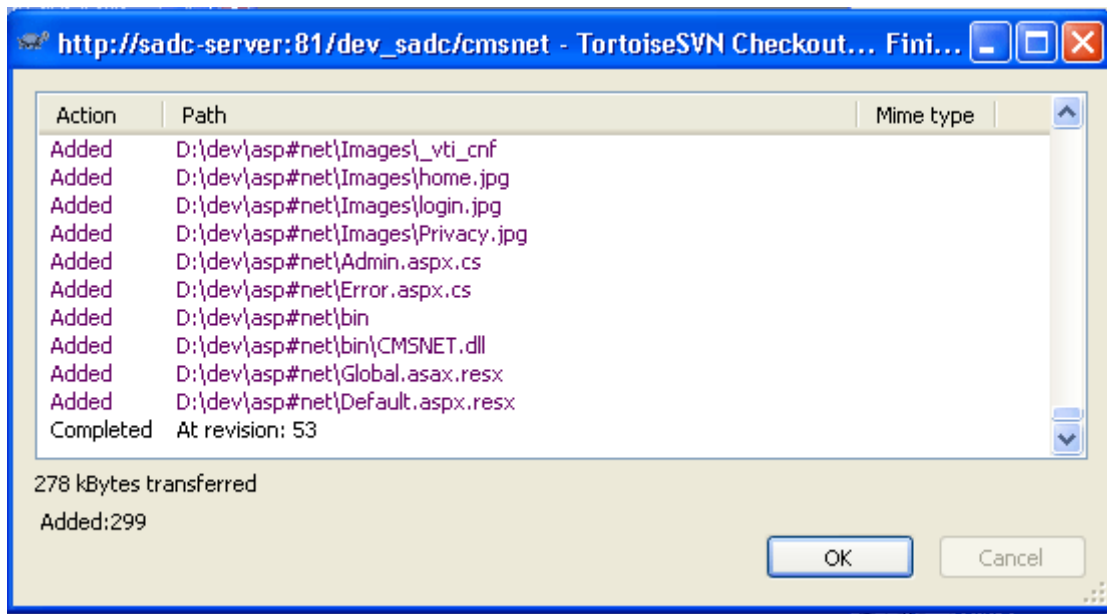 http://sadc-server:81/dev_sadc/cmsnet - TortoiseSVN Checkout... Fini...
Action Path Mime type
Added D:\dev\asp#net\Images\_vti_cnf
Added D:\dev\asp#net\Images\home.jpg
Added D:\dev\asp#net\Images\login.jpg
Added D:\dev\asp#net\Images\Privacy.jpg
Added D:\dev\asp#net\Admin.aspx.cs
Added D:\dev\asp#net\Error.aspx.cs
Added D:\dev\asp#net\bin
Added D:\dev\asp#net\bin\CMSNET.dll
Added D:\dev\asp#net\Global.asax.resx
Added D:\dev\asp#net\Default.aspx.resx
Completed At revision: 53
278 kBytes transferred
Added:299
OK Cancel